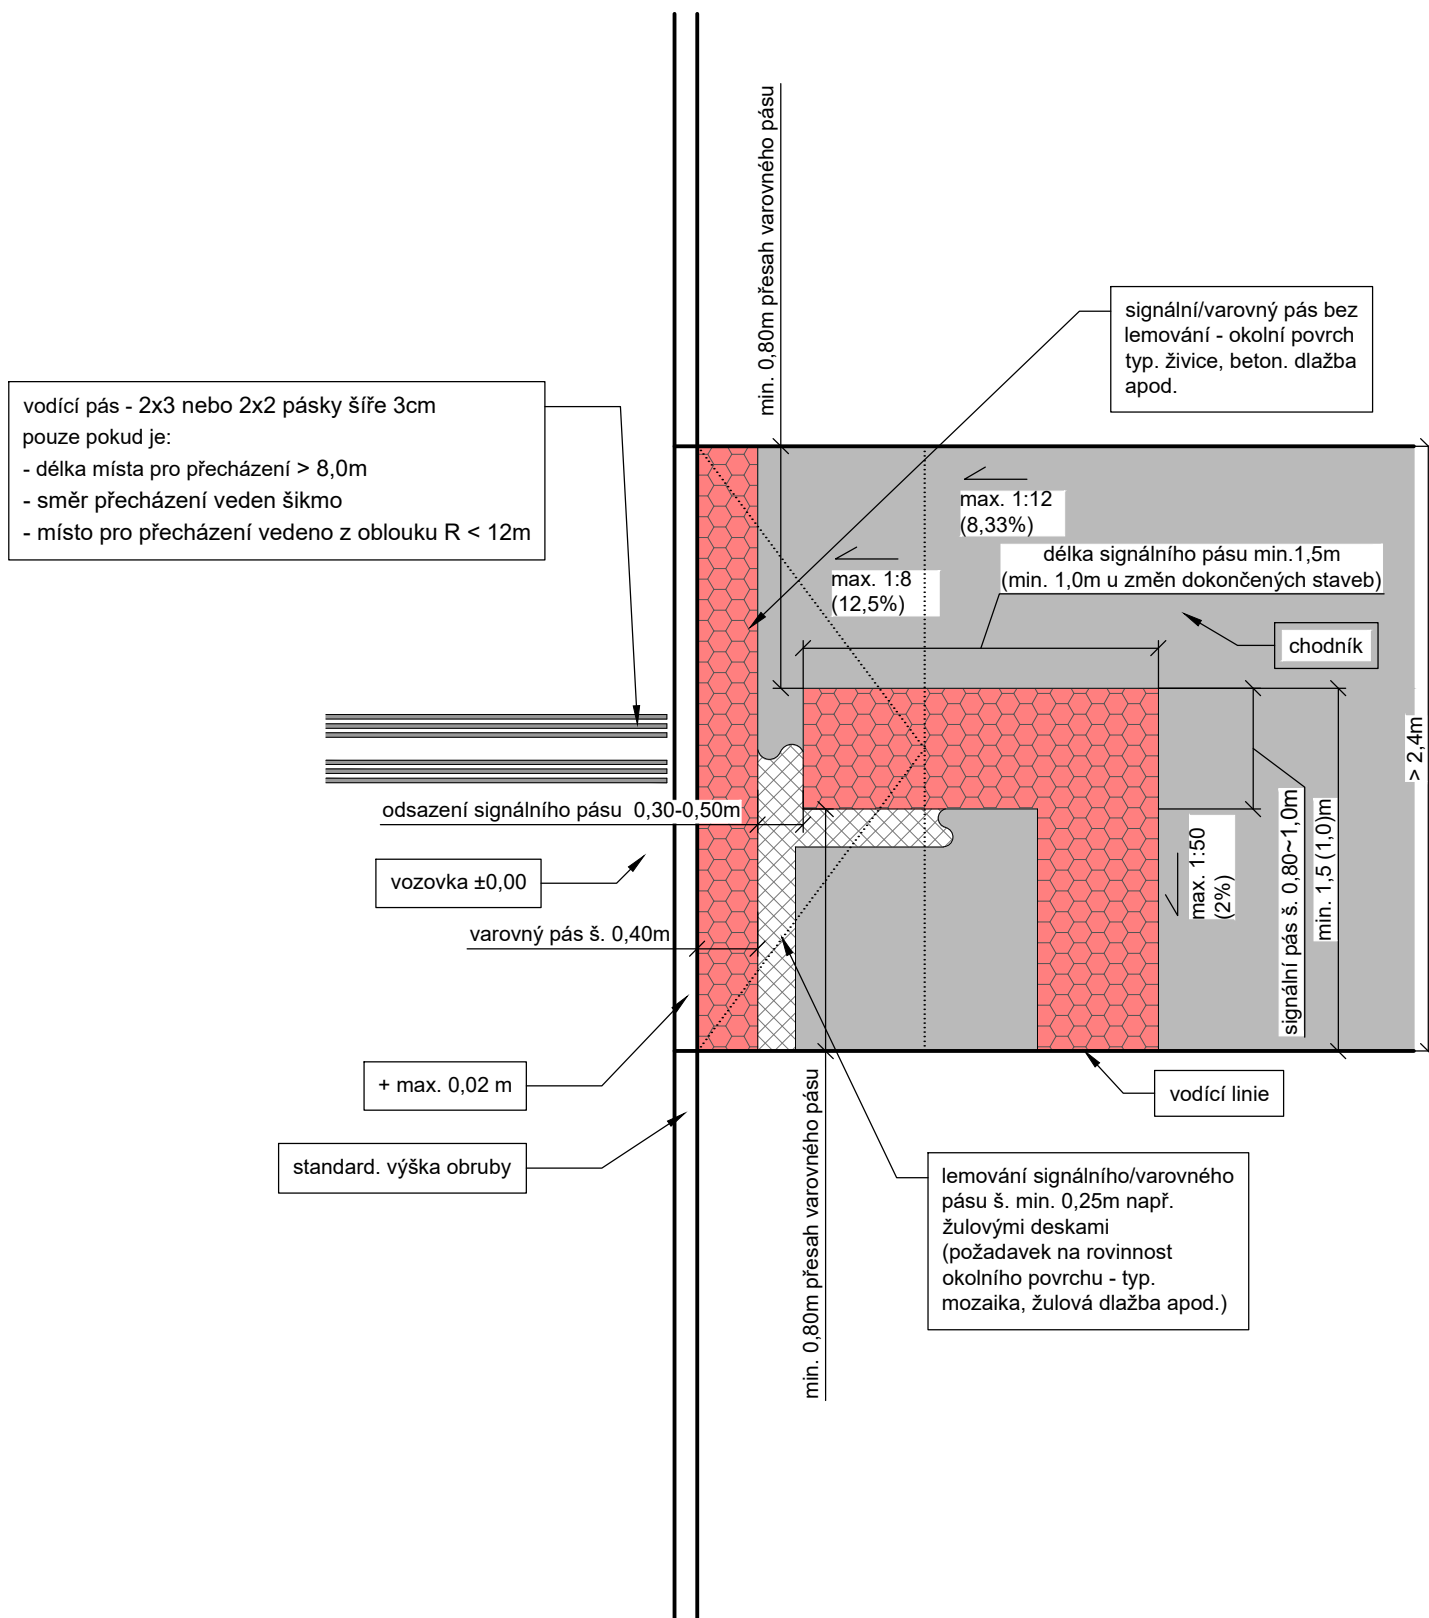 min. 0,80m přesah varovného pásu
signální/varovný pás bez
lemování - okolní povrch
typ. živice, beton. dlažba
apod.
vodící pás - 2x3 nebo 2x2 pásky šíře 3cm
pouze pokud je:
- délka místa pro přecházení > 8,0m
- směr přecházení veden šikmo
- místo pro přecházení vedeno z oblouku R < 12m
max. 1:12
(8,33%)
délka signálního pásu min.1,5m
(min. 1,0m u změn dokončených staveb)
max. 1:8
(12,5%)
chodník
> 2,4m
odsazení signálního pásu 0,30-0,50m
signální pás š. 0,80~1,0m
min. 1,5 (1,0)m
max. 1:50
(2%)
vozovka ±0,00
varovný pás š. 0,40m
+ max. 0,02 m
vodící linie
standard. výška obruby
min. 0,80m přesah varovného pásu
lemování signálního/varovného
pásu š. min. 0,25m např.
žulovými deskami
(požadavek na rovinnost
okolního povrchu - typ.
mozaika, žulová dlažba apod.)